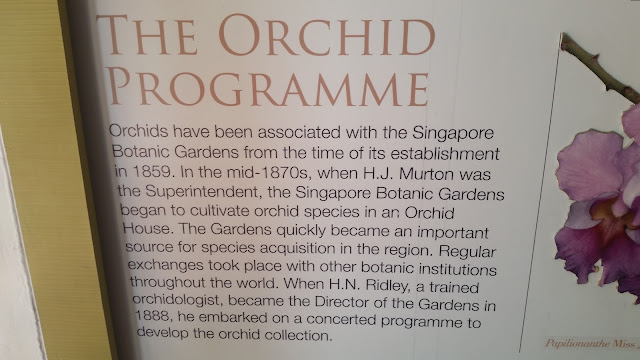 THE ORCHID
PROGRAMME
Orchids have been associated with the Singapore
Botanic Gardens from the time of its establishment
in 1859. In the mid-1870s, when H.J. Murton was
the Superintendent, the Singapore Botanic Gardens
began to cultivate orchid species in an Orchid
House. The Gardens quickly became an important
source for species acquisition in the region. Regular
exchanges took place with other botanic institutions
throughout the world. When H.N. Ridley, a trained
orchidologist, became the Director of the Gardens in
1888, he embarked on a concerted programme to
develop the orchid collection.
Papilionanthe Miss